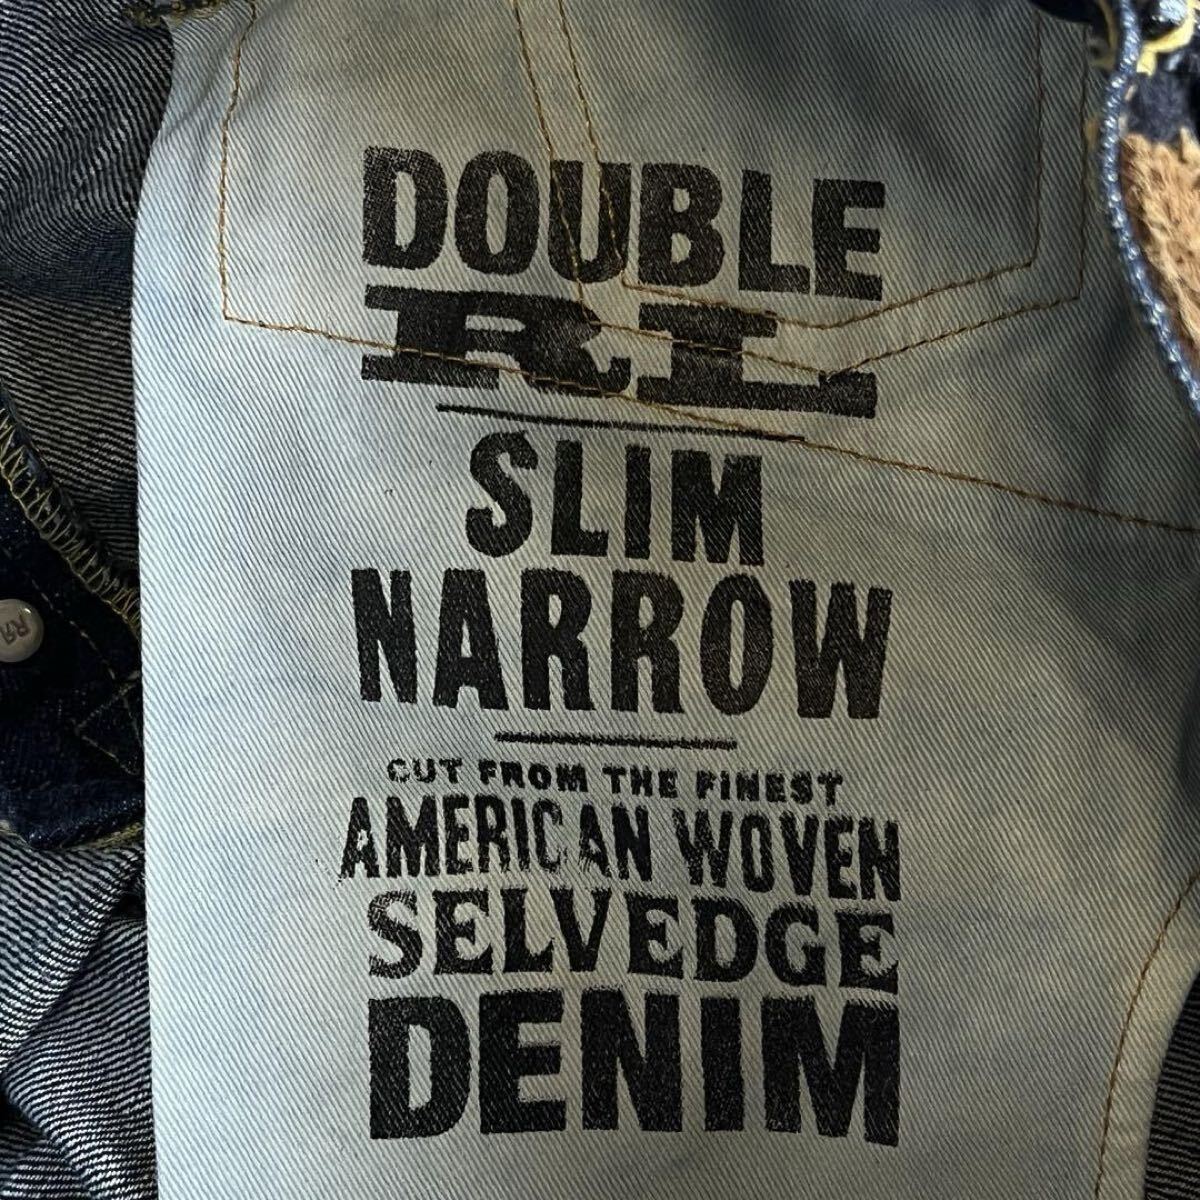 DOUBLE
RL
SLIM
NARROW
CUT FROM THE FINEST
AMERICAN WOVEN
SELVEDGE
DENIM